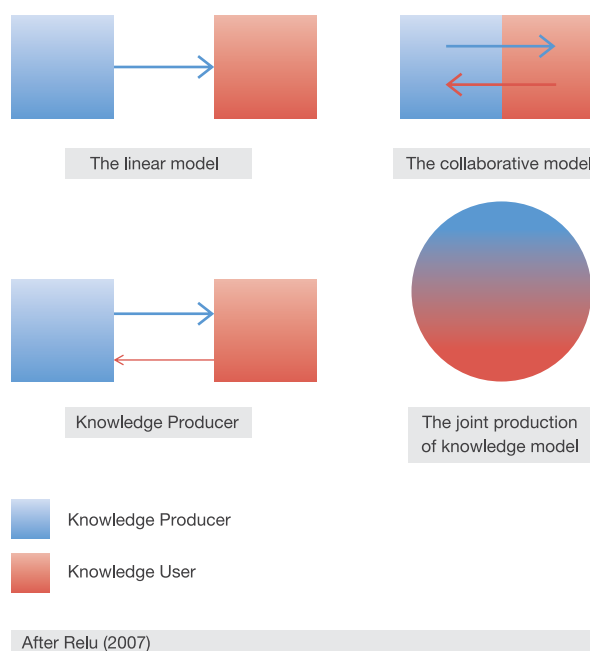 The linear model
The collaborative model
Knowledge Producer
The joint production
of knowledge model
Knowledge Producer
Knowledge User
After Relu (2007)